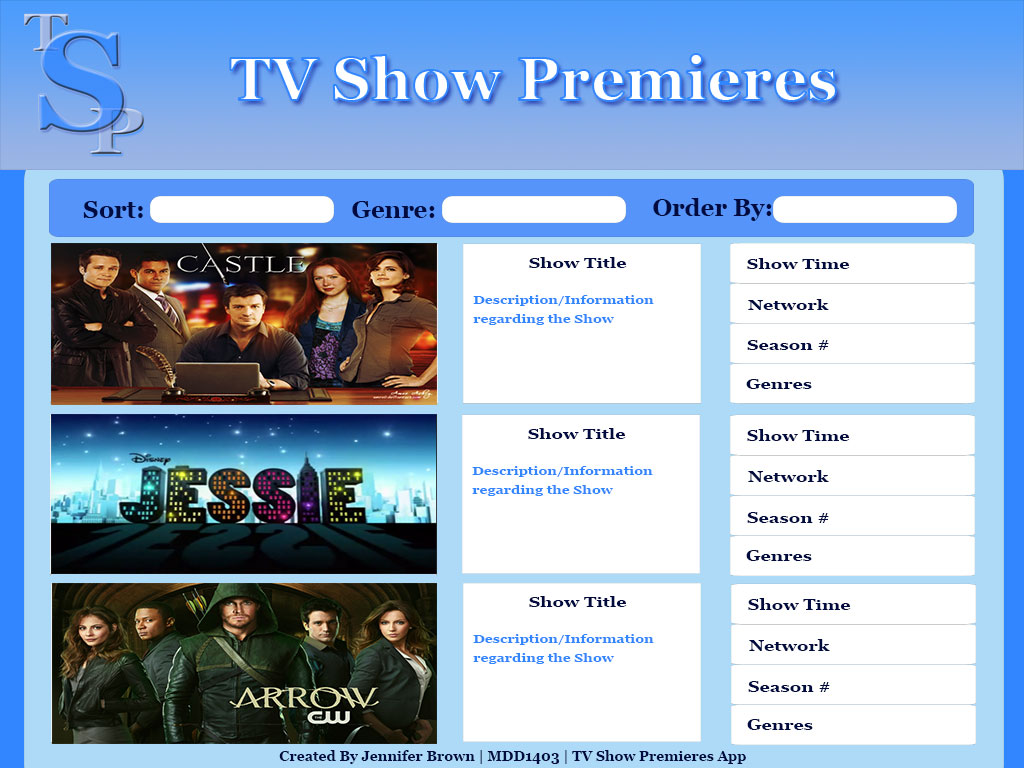 TSP
TV Show Premieres
Sort: Genre: Order By:
CASTLE
Show Title
Description/Information
regarding the Show
Show Time
Network
Season #
Genres
Disney
JESSIE
Show Title
Description/Information
regarding the Show
Show Time
Network
Season #
Genres
ARROW
THE CW
Show Title
Description/Information
regarding the Show
Show Time
Network
Season #
Genres
Created By Jennifer Brown | MDD1403 | TV Show Premieres App